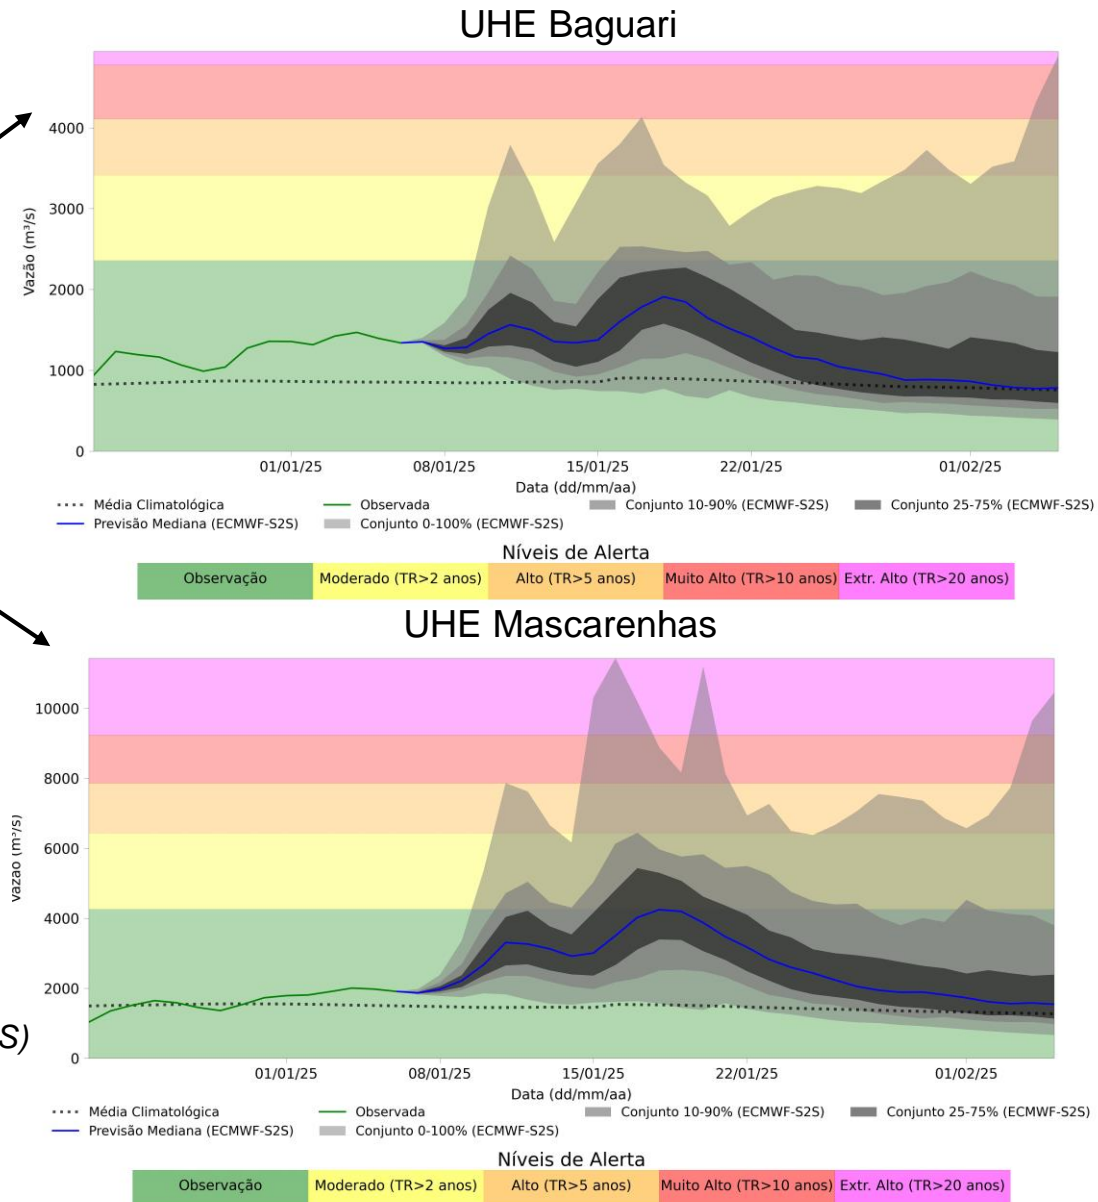 UHE Baguari
4000
3000
2000
1000
0
Vazão (m³/s)
01/01/25 08/01/25 15/01/25 22/01/25 01/02/25
Data (dd/mm/aa)
Média Climatológica Observada Conjunto 10-90% (ECMWF-S2S) Conjunto 25-75% (ECMWF-S2S)
Previsão Mediana (ECMWF-S2S) Conjunto 0-100% (ECMWF-S2S)
Níveis de Alerta
Observação Moderado (TR>2 anos) Alto (TR>5 anos) Muito Alto (TR>10 anos) Extr. Alto (TR>20 anos)
UHE Mascarenhas
10000
8000
6000
4000
2000
0
vazao (m³/s)
S)
01/01/25 08/01/25 15/01/25 22/01/25 01/02/25
Data (dd/mm/aa)
Média Climatológica Observada Conjunto 10-90% (ECMWF-S2S) Conjunto 25-75% (ECMWF-S2S)
Previsão Mediana (ECMWF-S2S) Conjunto 0-100% (ECMWF-S2S)
Níveis de Alerta
Observação Moderado (TR>2 anos) Alto (TR>5 anos) Muito Alto (TR>10 anos) Extr. Alto (TR>20 anos)